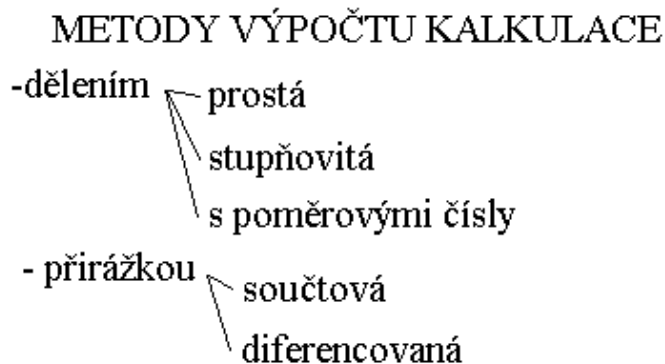 METODY VÝPOČTU KALKULACE
-dělením
prostá
stupňovitá
s poměrovými čísly
- přirážkou
součtová
diferencovaná